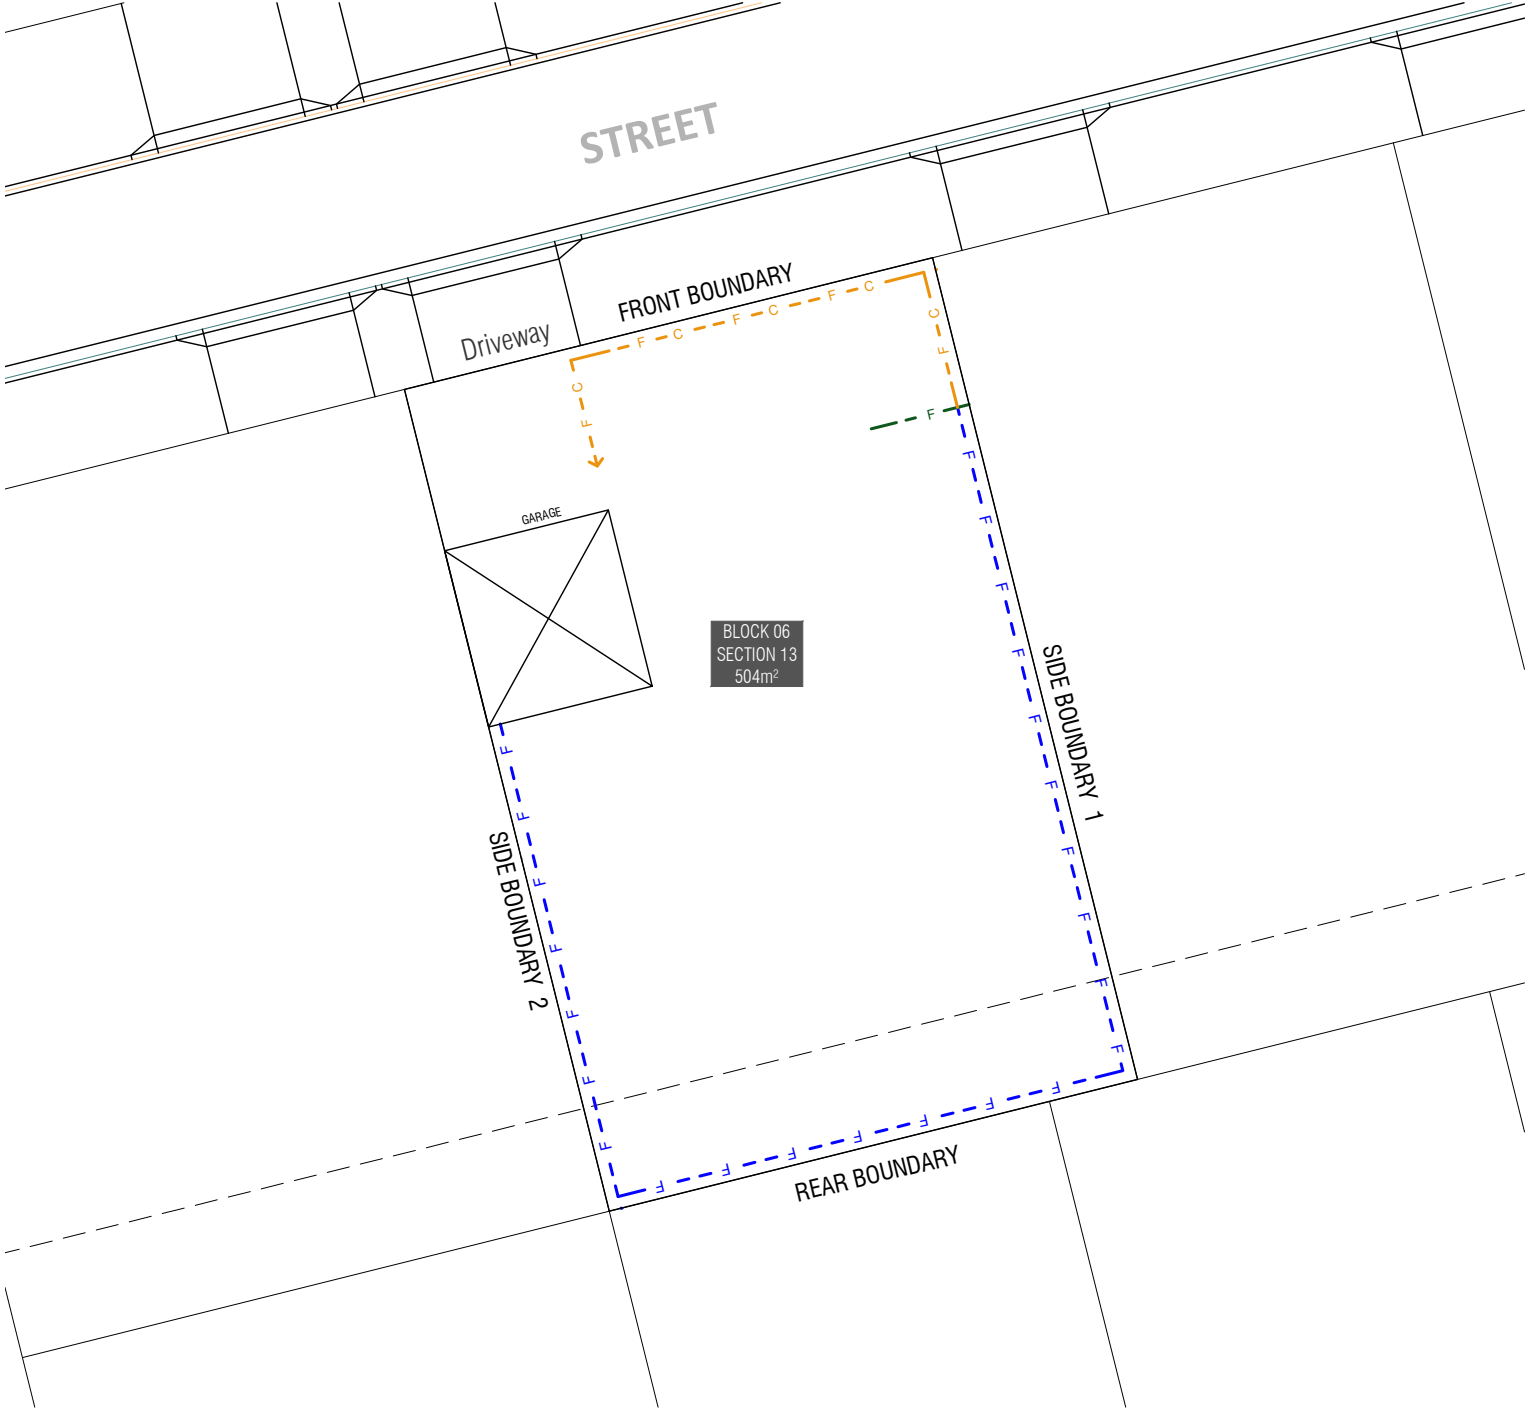 STREET
FRONT BOUNDARY
Driveway
F C F C F C
C F
C F
F
GARAGE
BLOCK 06
SECTION 13
504m²
SIDE BOUNDARY 1
F F F F F F F F F F
SIDE BOUNDARY 2
F F F F F F F
F F F F F F F
REAR BOUNDARY